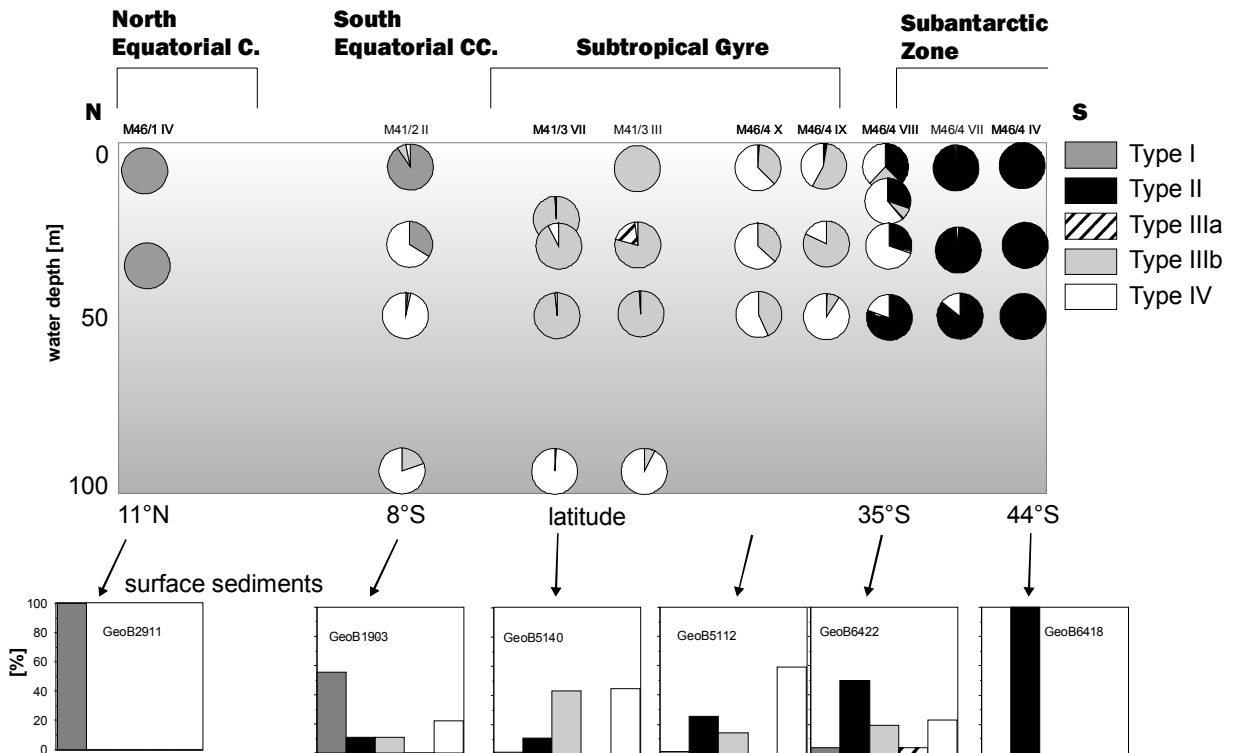 North
Equatorial C.
South
Equatorial CC.
Subtropical Gyre
Subantarctic
Zone
N
S
M46/1 IV
M41/2 II
M41/3 VII
M41/3 III
M46/4 X
M46/4 IX
M46/4 VIII
M46/4 VII
M46/4 IV
0
50
100
water depth [m]
Type I
Type II
Type IIIa
Type IIIb
Type IV
11°N
8°S
latitude
35°S
44°S
surface sediments
100
80
60
40
20
0
[%]
GeoB2911
GeoB1903
GeoB5140
GeoB5112
GeoB6422
GeoB6418